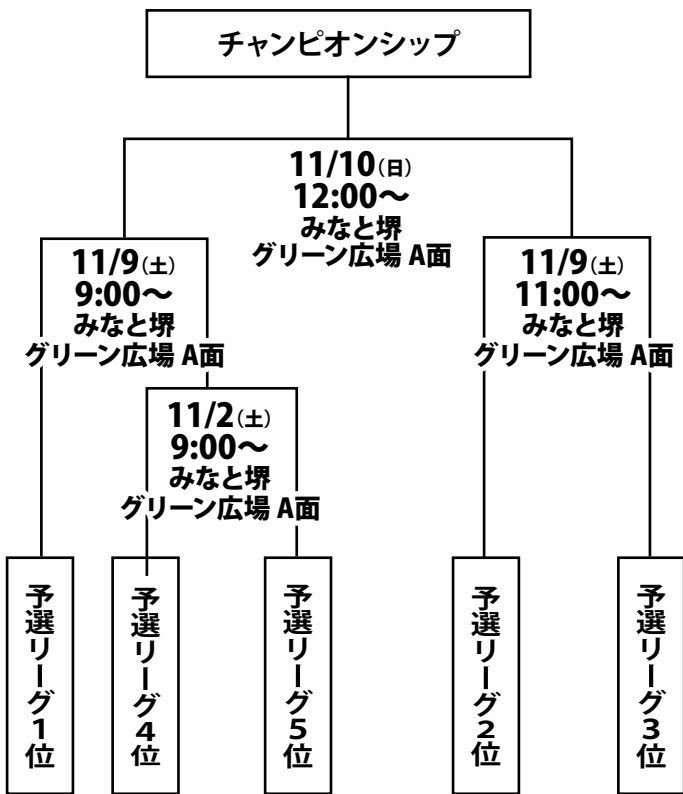 チャンピオンシップ
11/10(日)
12:00〜
みなと堺
グリーン広場 A面
11/9(土)
9:00〜
みなと堺
グリーン広場 A面
11/9(土)
11:00〜
みなと堺
グリーン広場 A面
11/2(土)
9:00〜
みなと堺
グリーン広場 A面
予選リーグ1位
予選リーグ4位
予選リーグ5位
予選リーグ2位
予選リーグ3位